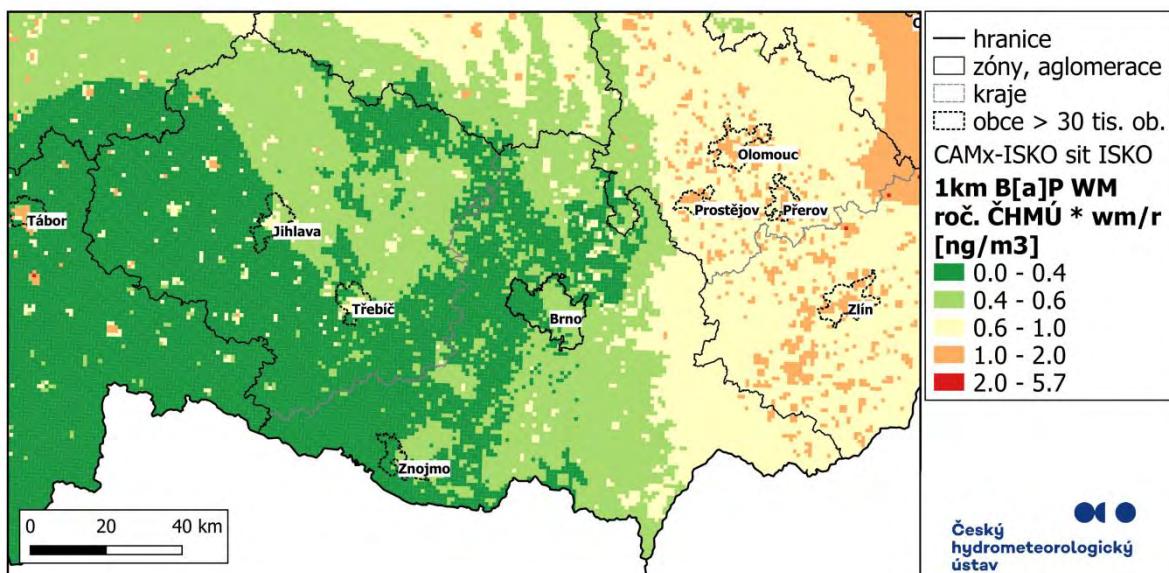 Olomouc
Prostějov
Přerov
Tábor
Jihlava
Třebíč
Brno
Zlín
Znojmo
0 20 40 km
hranice
zóny, aglomerace
kraje
obce > 30 tis. ob.
CAMx-ISKO sit ISKO
1km B[a]P WM
roč. ČHMÚ * wm/r
[ng/m3]
0.0 - 0.4
0.4 - 0.6
0.6 - 1.0
1.0 - 2.0
2.0 - 5.7
Český
hydrometeorologický
ústav